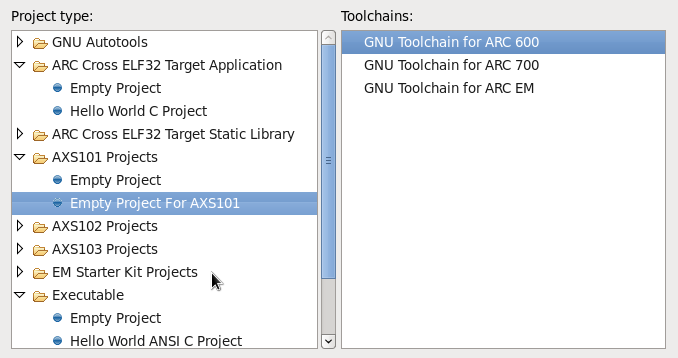 Project type:
GNU Autotools
ARC Cross ELF32 Target Application
Empty Project
Hello World C Project
ARC Cross ELF32 Target Static Library
AXS101 Projects
Empty Project
Empty Project For AXS101
AXS102 Projects
AXS103 Projects
EM Starter Kit Projects
Executable
Empty Project
Hello World ANSI C Project
Toolchains:
GNU Toolchain for ARC 600
GNU Toolchain for ARC 700
GNU Toolchain for ARC EM